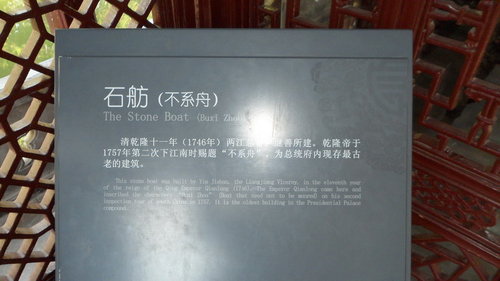 石舫（不系舟）
The Stone Boat (Buxi Zhou)
清乾隆十一年（1746年）两江总督尹继善所建。乾隆帝于
1757年第二次下江南时赐题“不系舟”，为总统府内现存最古
老的建筑。
This stone boat was built by Yin Jishan, the Liangjiang Viceroy, in the eleventh year
of the reign of the Qing Emperor Qianlong (1746). The Emperor Qianlong came here and
inscribed the characters "Buxi Zhou" (Boat that need not to be moored) on his second
inspection tour of south China in 1757. It is the oldest building in the Presidential Palace
compound.